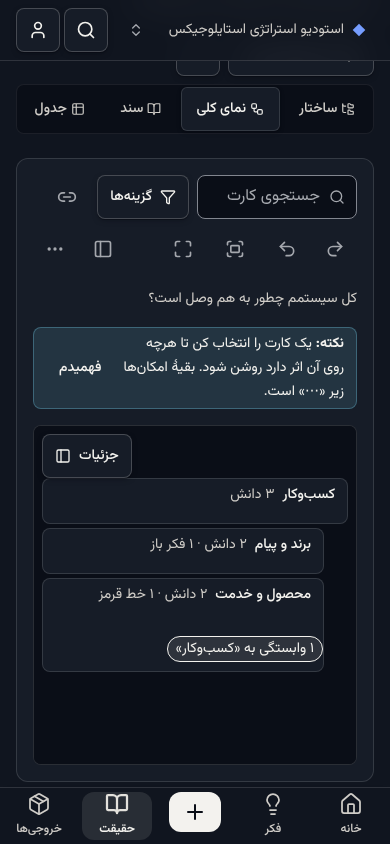 استودیو استراتژی استایلوجیکس
ساختار
نمای کلی
سند
جدول
جستجوی کارت
گزینه‌ها
کل سیستمم چطور به هم وصل است؟
نکته: یک کارت را انتخاب کن تا هرچه
روی آن اثر دارد روشن شود. بقیهٔ امکان‌ها
زیر «···» است.
فهمیدم
جزئیات
کسب‌وکار ۳ دانش
برند و پیام ۲ دانش · ۱ فکر باز
محصول و خدمت ۲ دانش · ۱ خط قرمز
۱ وابستگی به «کسب‌وکار»
خانه
فکر
حقیقت
خروجی‌ها